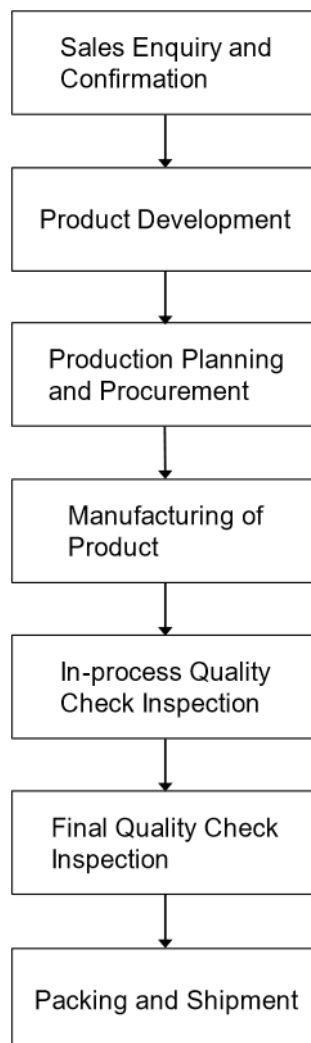 Sales Enquiry and
Confirmation
Product Development
Production Planning
and Procurement
Manufacturing of
Product
In-process Quality
Check Inspection
Final Quality Check
Inspection
Packing and Shipment